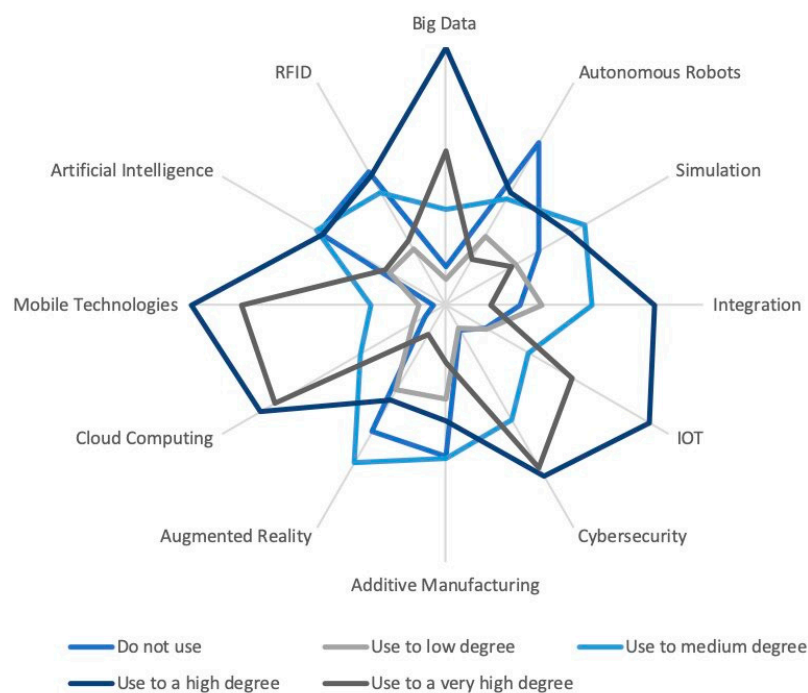 Big Data
RFID
Autonomous Robots
Artificial Intelligence
Simulation
Mobile Technologies
Integration
Cloud Computing
IOT
Augmented Reality
Cybersecurity
Additive Manufacturing
Do not use
Use to low degree
Use to medium degree
Use to a high degree
Use to a very high degree